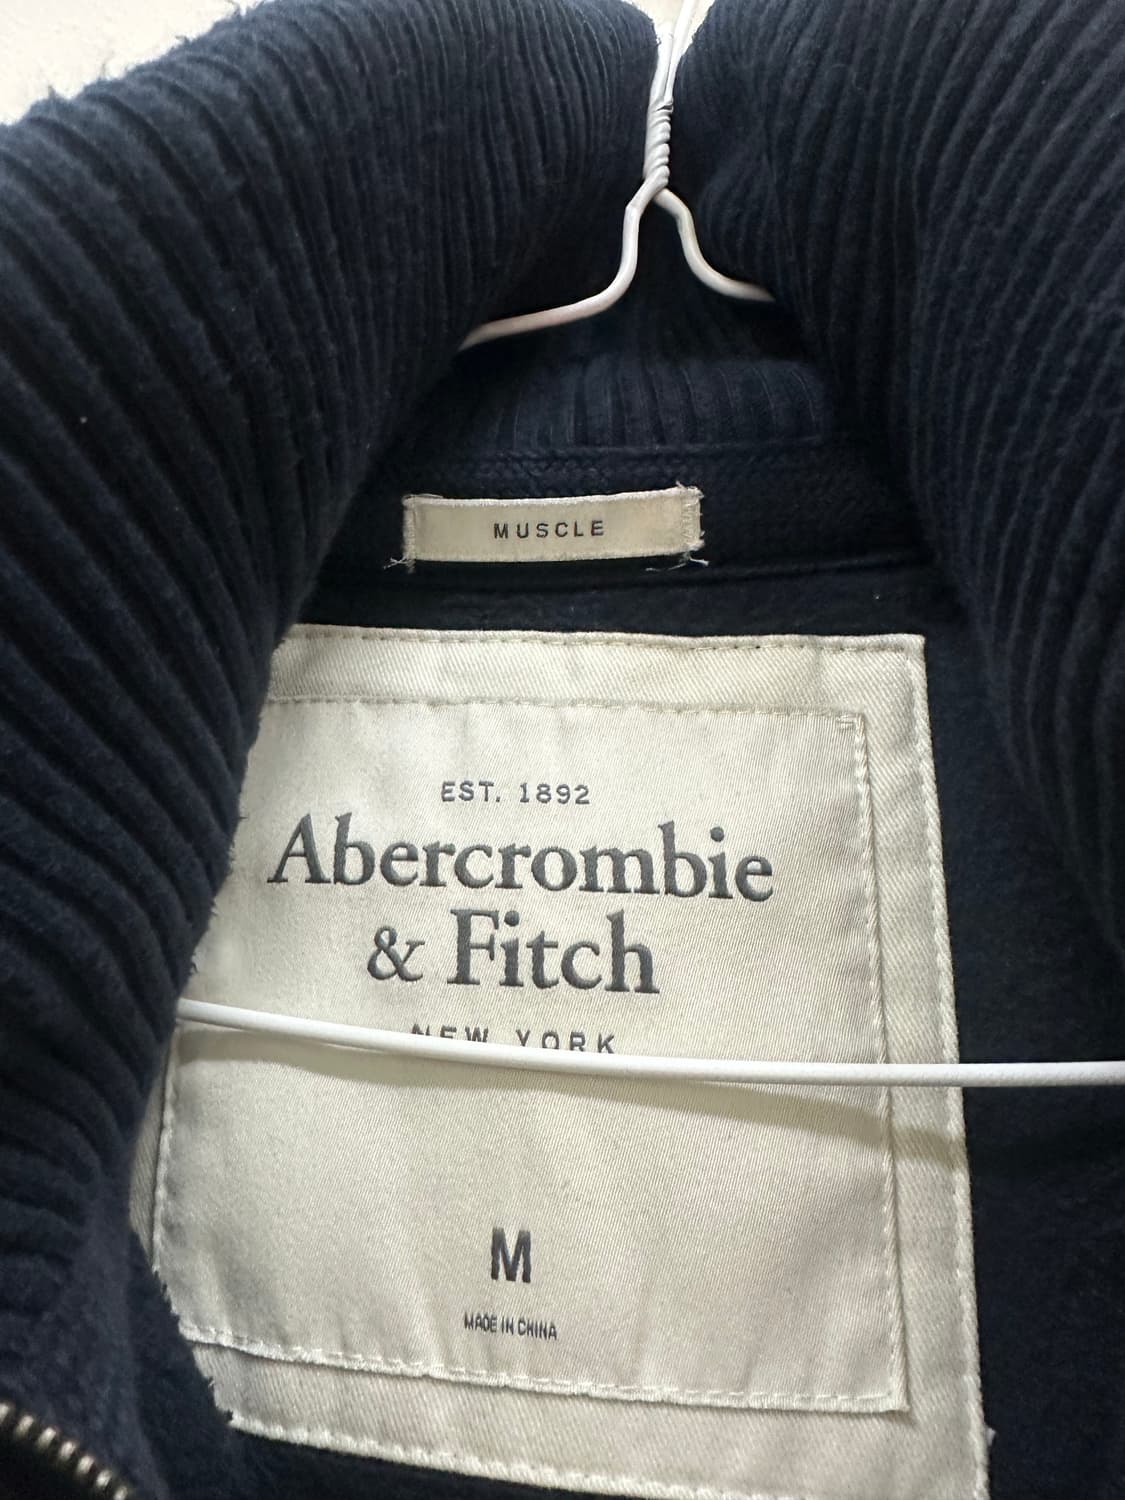 MUSCLE
EST. 1892
Abercrombie
& Fitch
NEW YORK
M
MADE IN CHINA